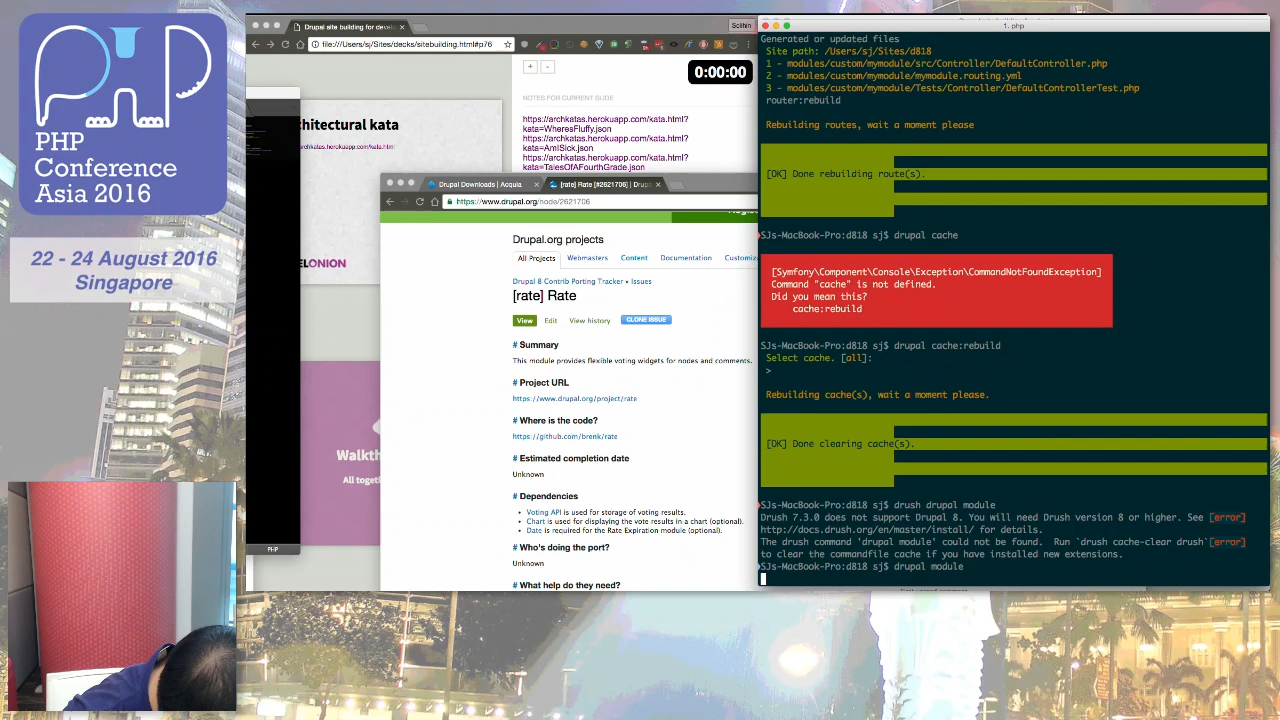 php
PHP
Conference
Asia 2016
22 - 24 August 2016
Singapore
Drupal site building for devel
Solihin
file:///Users/sj/Sites/decks/sitebuilding.html#p76
+ -
0:00:00
NOTES FOR CURRENT SLIDE
https://archkatas.herokuapp.com/kata.html?
kata=WheresFluffy.json
https://archkatas.herokuapp.com/kata.html?
kata=AmISick.json
https://archkatas.herokuapp.com/kata.html?
kata=TalesOfAFourthGrade.json
chitectural kata
archkatas.herokuapp.com/kata.html
ELONION
Walkth
All togeth
PHP
Drupal Downloads | Acquia
[rate] Rate [#2621706] | Drup
https://www.drupal.org/node/2621706
Drupal.org projects
All Projects Webmasters Content Documentation Customiza
Drupal 8 Contrib Porting Tracker » Issues
[rate] Rate
View Edit View history CLONE ISSUE
# Summary
This module provides flexible voting widgets for nodes and comments.
# Project URL
https://www.drupal.org/project/rate
# Where is the code?
https://github.com/brenk/rate
# Estimated completion date
Unknown
# Dependencies
• Voting API is used for storage of voting results.
• Chart is used for displaying the vote results in a chart (optional).
• Date is required for the Rate Expiration module (optional).
# Who's doing the port?
Unknown
# What help do they need?
1. php
Generated or updated files
Site path: /Users/sj/Sites/d818
1 - modules/custom/mymodule/src/Controller/DefaultController.php
2 - modules/custom/mymodule/mymodule.routing.yml
3 - modules/custom/mymodule/Tests/Controller/DefaultControllerTest.php
router:rebuild
Rebuilding routes, wait a moment please
[OK] Done rebuilding route(s).
SJs-MacBook-Pro:d818 sj$ drupal cache
[Symfony\Component\Console\Exception\CommandNotFoundException]
Command "cache" is not defined.
Did you mean this?
cache:rebuild
SJs-MacBook-Pro:d818 sj$ drupal cache:rebuild
Select cache. [all]:
>
Rebuilding cache(s), wait a moment please.
[OK] Done clearing cache(s).
SJs-MacBook-Pro:d818 sj$ drush drupal module
Drush 7.3.0 does not support Drupal 8. You will need Drush version 8 or higher. See [error]
http://docs.drush.org/en/master/install/ for details.
The drush command 'drupal module' could not be found. Run `drush cache-clear drush`[error]
to clear the commandfile cache if you have installed new extensions.
SJs-MacBook-Pro:d818 sj$ drupal module